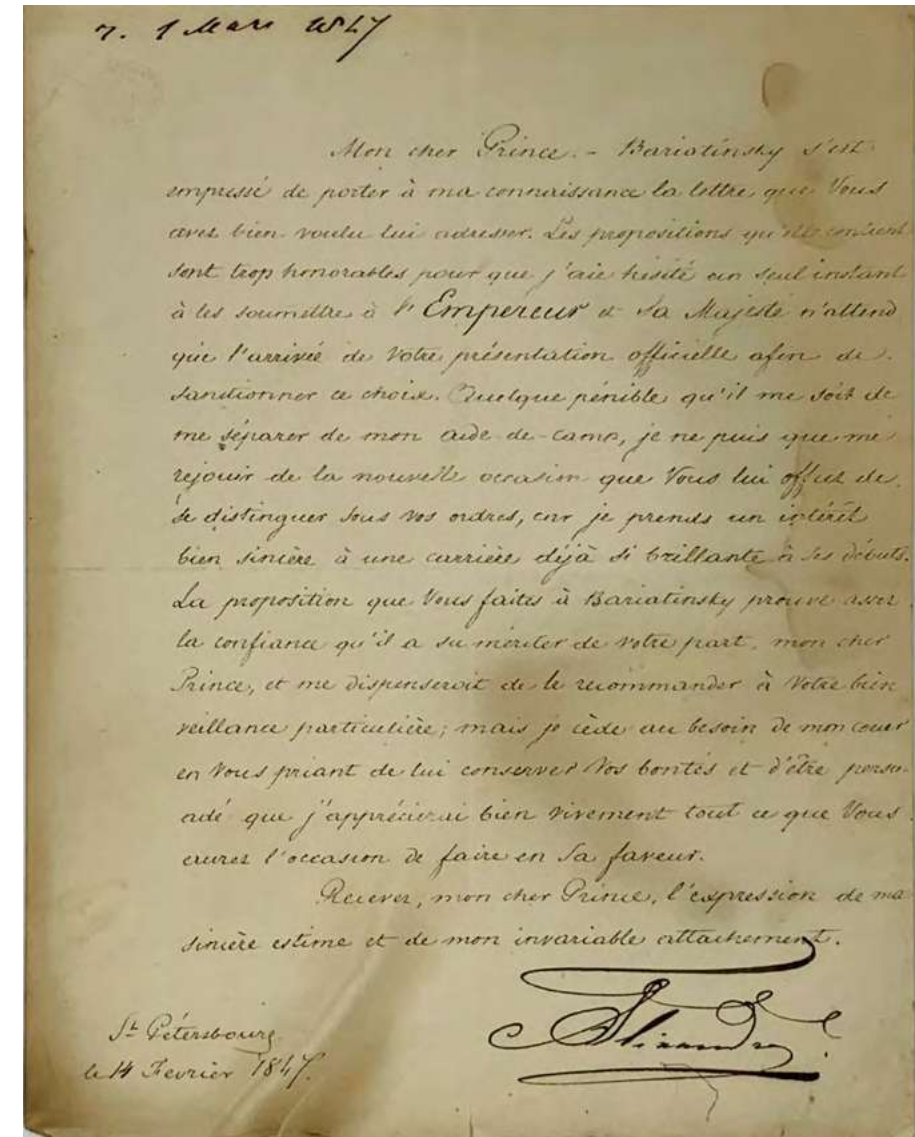 r. 1 Mars 1847
Mon cher Prince. – Bariatinsky s'est
empressé de porter à ma connaissance la lettre que Vous
avez bien voulu lui adresser. Les propositions qu'elle contient
sont trop honorables pour que j'aie hésité un seul instant
à les soumettre à l'Empereur et Sa Majesté n'attend
que l'arrivée de Votre présentation officielle afin de
sanctionner ce choix. Quelque pénible qu'il me soit de
me séparer de mon aide-de-camp, je ne puis que me
réjouir de la nouvelle occasion que Vous lui offrez de
se distinguer sous vos ordres, car je prends un intérêt
bien sincère à une carrière déjà si brillante à ses débuts.
La proposition que Vous faites à Bariatinsky prouve assez
la confiance qu'il a su mériter de votre part, mon cher
Prince, et me dispenserait de le recommander à Votre bien
veillance particulière; mais je cède au besoin de mon cœur
en Vous priant de lui conserver Vos bontés et d'être persu
adé que j'apprécierai bien vivement tout ce que Vous
aurez l'occasion de faire en Sa faveur.
Recevez, mon cher Prince, l'expression de ma
sincère estime et de mon invariable attachement.
Alexandre
St Pétersbourg
le 14 Fevrier 1847.